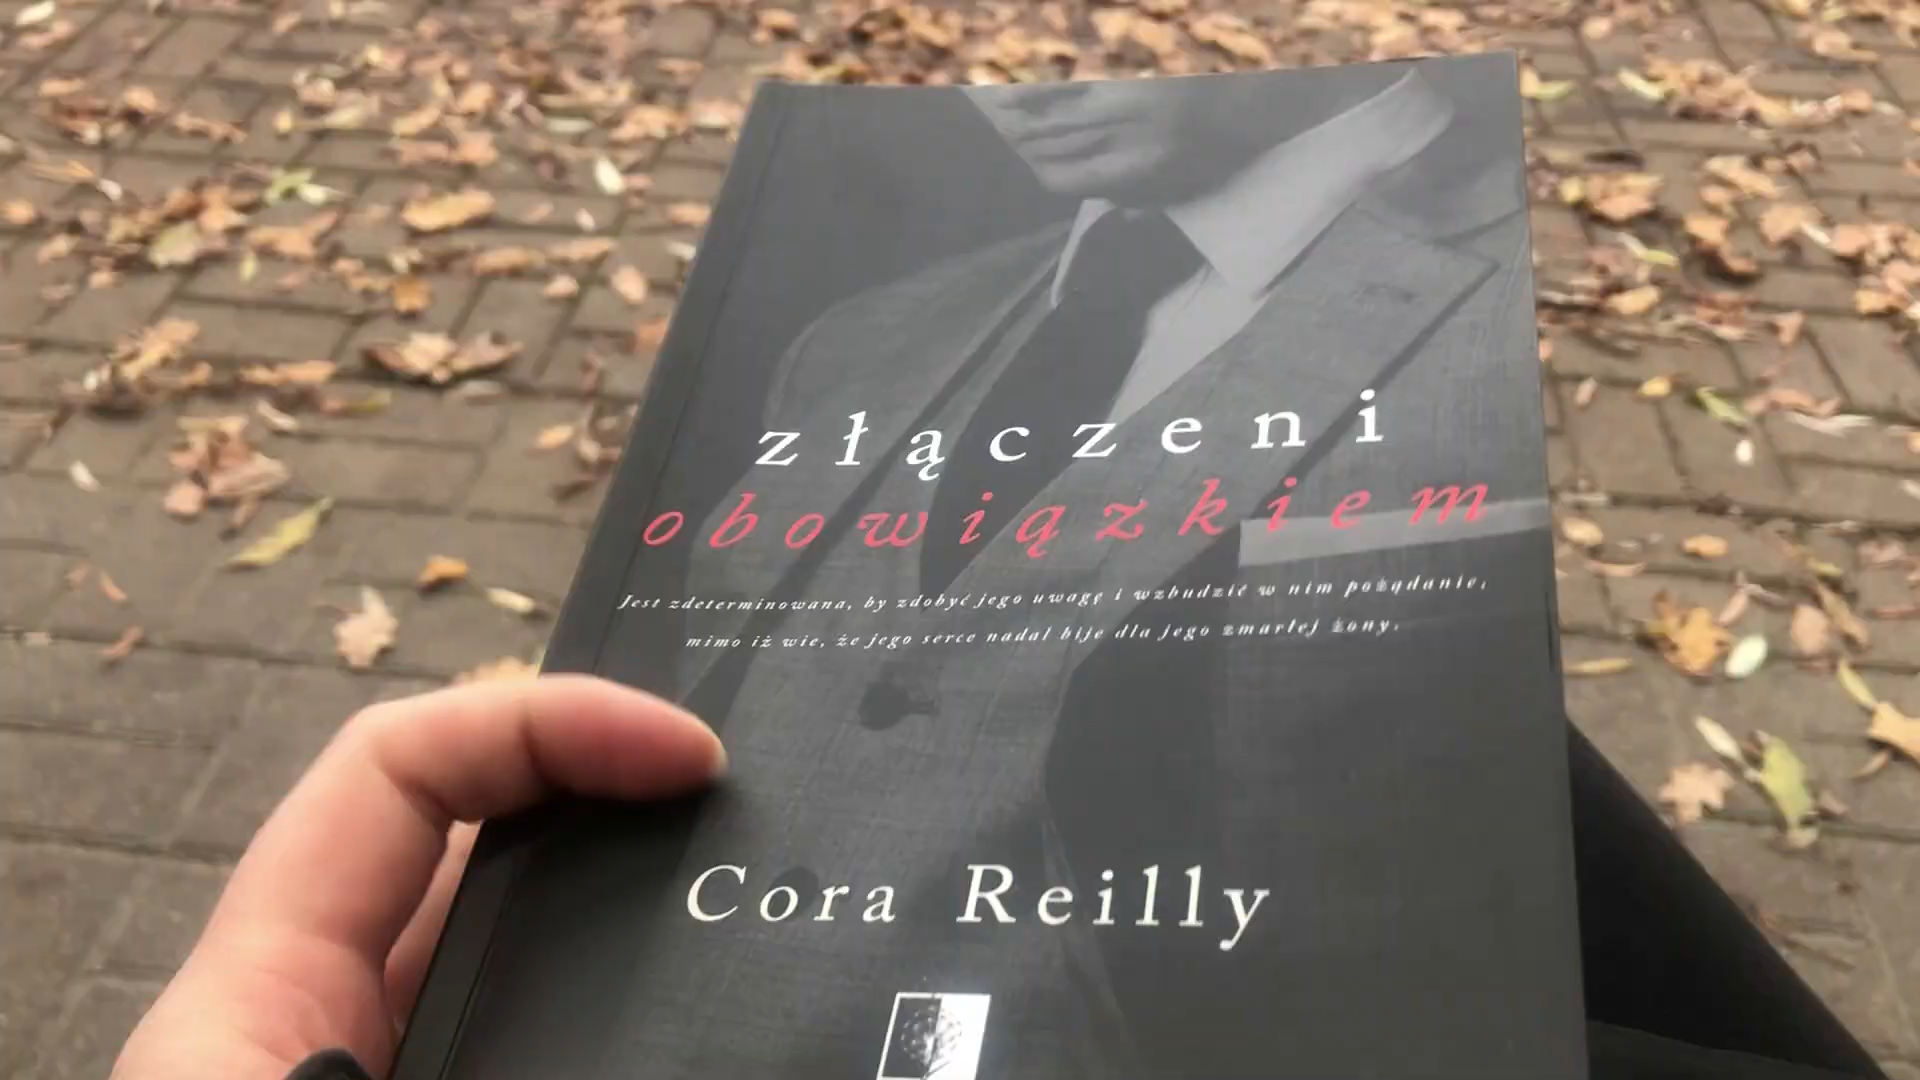 złączeni
obowiązkiem
Jest zdeterminowana, by zdobyć jego uwagę i wzbudzić w nim pożądanie,
mimo iż wie, że jego serce nadal bije dla jego zmarłej żony.
Cora Reilly